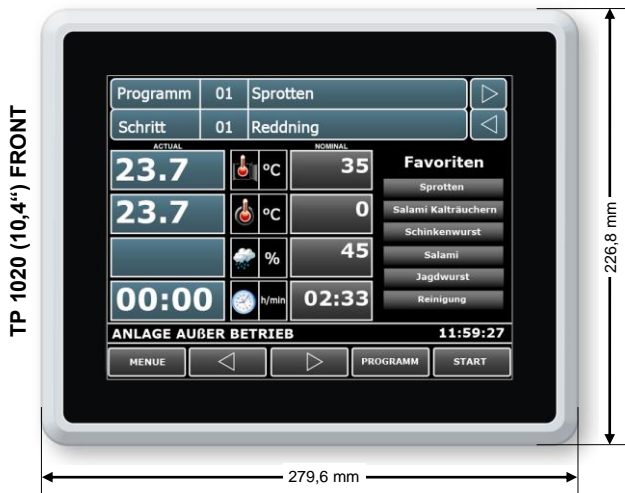 TP 1020 (10,4“) FRONT
Programm 01 Sprotten
Schritt 01 Reddning
ACTUAL NOMINAL
23.7 °C 35
Favoriten
Sprotten
23.7 °C 0
Salami Kalträuchern
Schinkenwurst
% 45
Salami
Jagdwurst
00:00 h/min 02:33
Reinigung
ANLAGE AUßER BETRIEB 11:59:27
MENUE PROGRAMM START
226,8 mm
279,6 mm